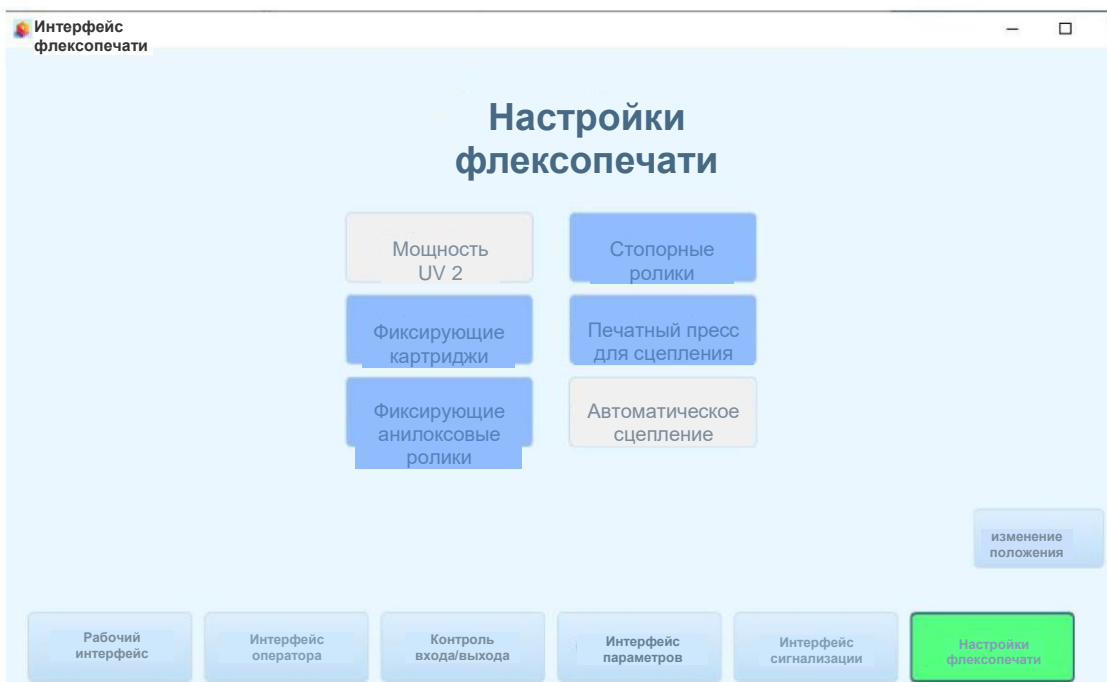 Интерфейс
флексопечати
Настройки
флексопечати
Мощность
UV 2
Стопорные
ролики
Фиксирующие
картриджи
Печатный пресс
для сцепления
Фиксирующие
анилоксовые
ролики
Автоматическое
сцепление
изменение
положения
Рабочий
интерфейс
Интерфейс
оператора
Контроль
входа/выхода
Интерфейс
параметров
Интерфейс
сигнализации
Настройки
флексопечати